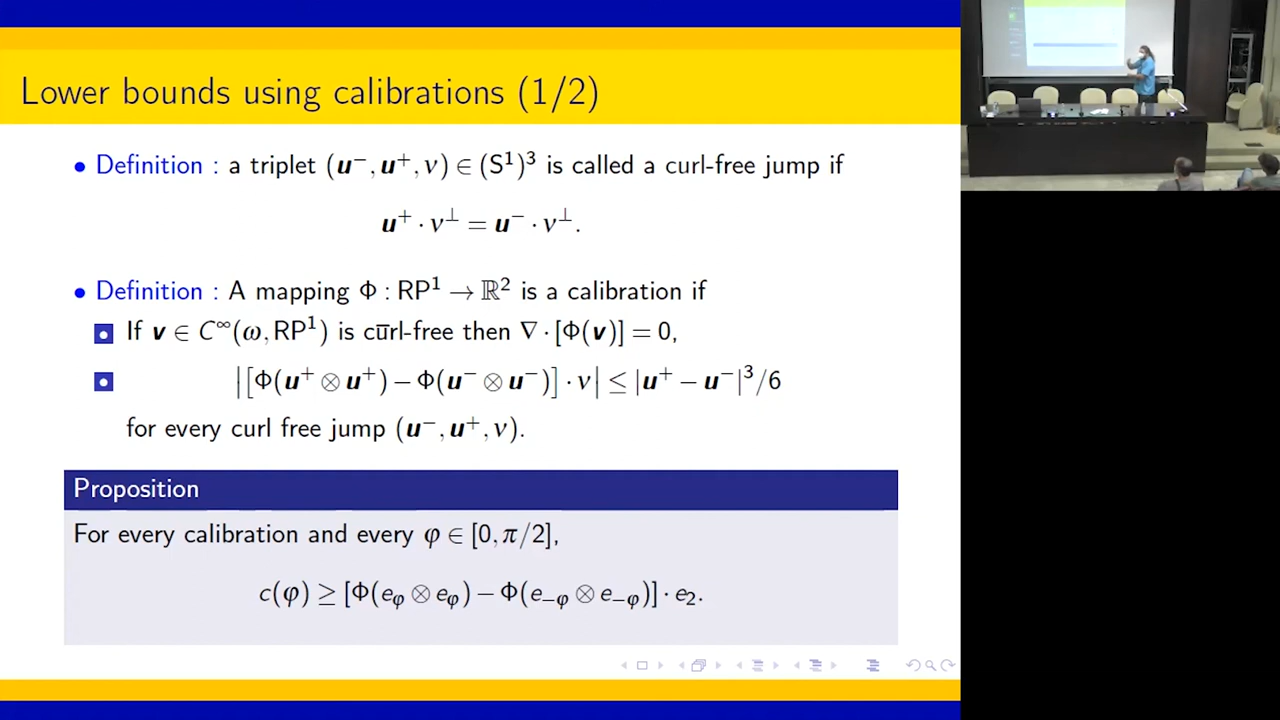 Lower bounds using calibrations (1/2)
• Definition : a triplet (u⁻, u⁺, ν) ∈ (S¹)³ is called a curl-free jump if
u⁺ · ν^⊥ = u⁻ · ν^⊥.
• Definition : A mapping Φ : RP¹ → ℝ² is a calibration if
If v ∈ C^∞(ω, RP¹) is cūrl-free then ∇ · [Φ(v)] = 0,
|[Φ(u⁺ ⊗ u⁺) − Φ(u⁻ ⊗ u⁻)] · ν| ≤ |u⁺ − u⁻|³/6
for every curl free jump (u⁻, u⁺, ν).
Proposition
For every calibration and every φ ∈ [0, π/2],
c(φ) ≥ [Φ(e_φ ⊗ e_φ) − Φ(e_−φ ⊗ e_−φ)] · e₂.